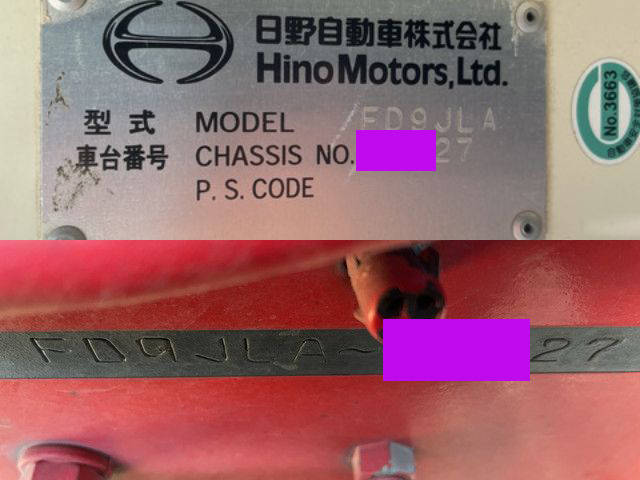 日野自動車株式会社
Hino Motors, Ltd.
型式 MODEL FD9JLA
車台番号 CHASSIS NO. 27
P. S. CODE
No.3663
FD9JLA~ 27